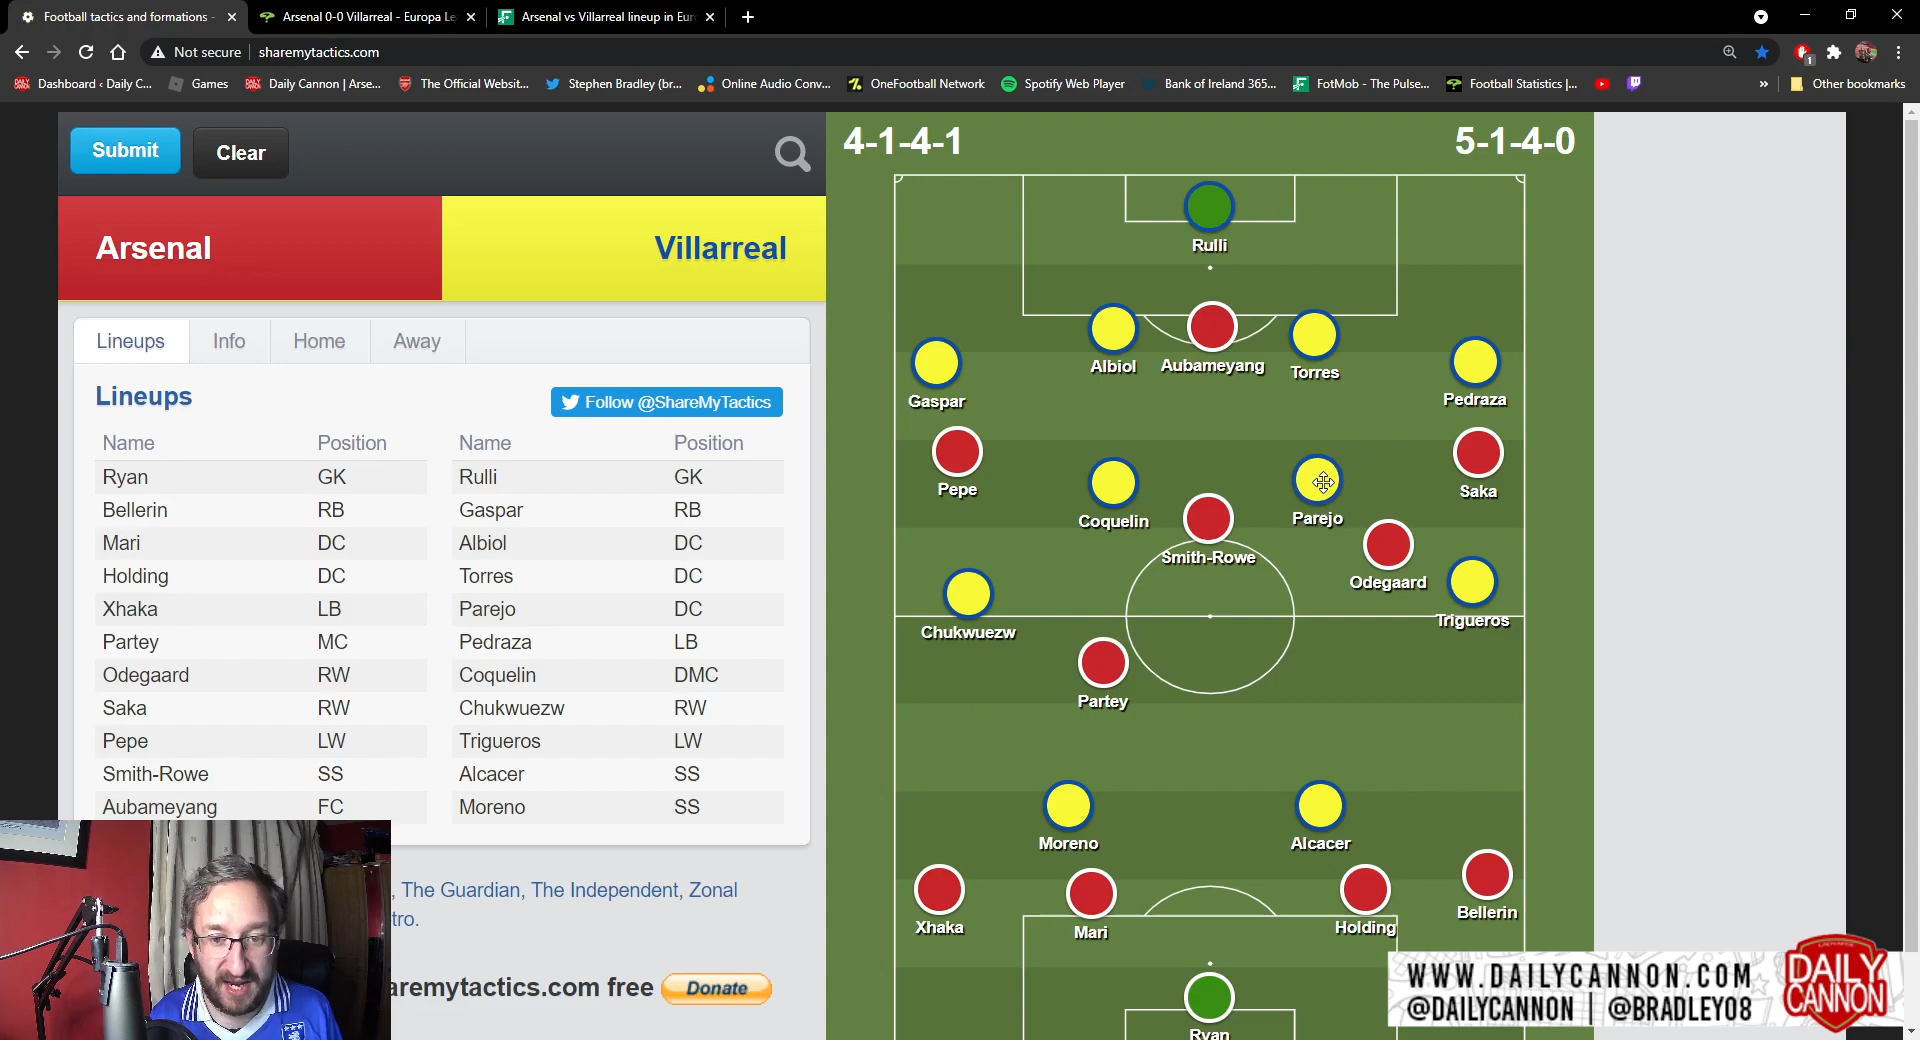 Football tactics and formations -
Arsenal 0-0 Villarreal - Europa Le
Arsenal vs Villarreal lineup in Eur
Not secure
sharemytactics.com
1
Dashboard ‹ Daily C...
Games
Daily Cannon | Arse...
The Official Websit...
Stephen Bradley (br...
Online Audio Conv...
OneFootball Network
Spotify Web Player
Bank of Ireland 365...
FotMob - The Pulse...
Football Statistics |...
»
Other bookmarks
Submit
Clear
4-1-4-1
5-1-4-0
Arsenal
Villarreal
Lineups
Info
Home
Away
Lineups
Follow @ShareMyTactics
Name Position Name Position
Ryan GK Rulli GK
Bellerin RB Gaspar RB
Mari DC Albiol DC
Holding DC Torres DC
Xhaka LB Parejo DC
Partey MC Pedraza LB
Odegaard RW Coquelin DMC
Saka RW Chukwuezw RW
Pepe LW Trigueros LW
Smith-Rowe SS Alcacer SS
Aubameyang FC Moreno SS
, The Guardian, The Independent, Zonal
tro.
aremytactics.com free
Donate
Rulli
Albiol
Aubameyang
Torres
Gaspar
Pedraza
Pepe
Saka
Coquelin
Parejo
Smith-Rowe
Odegaard
Chukwuezw
Trigueros
Partey
Moreno
Alcacer
Xhaka
Mari
Holding
Bellerin
Ryan
WWW.DAILYCANNON.COM
@DAILYCANNON | @BRADLEY08
DAILY
CANNON